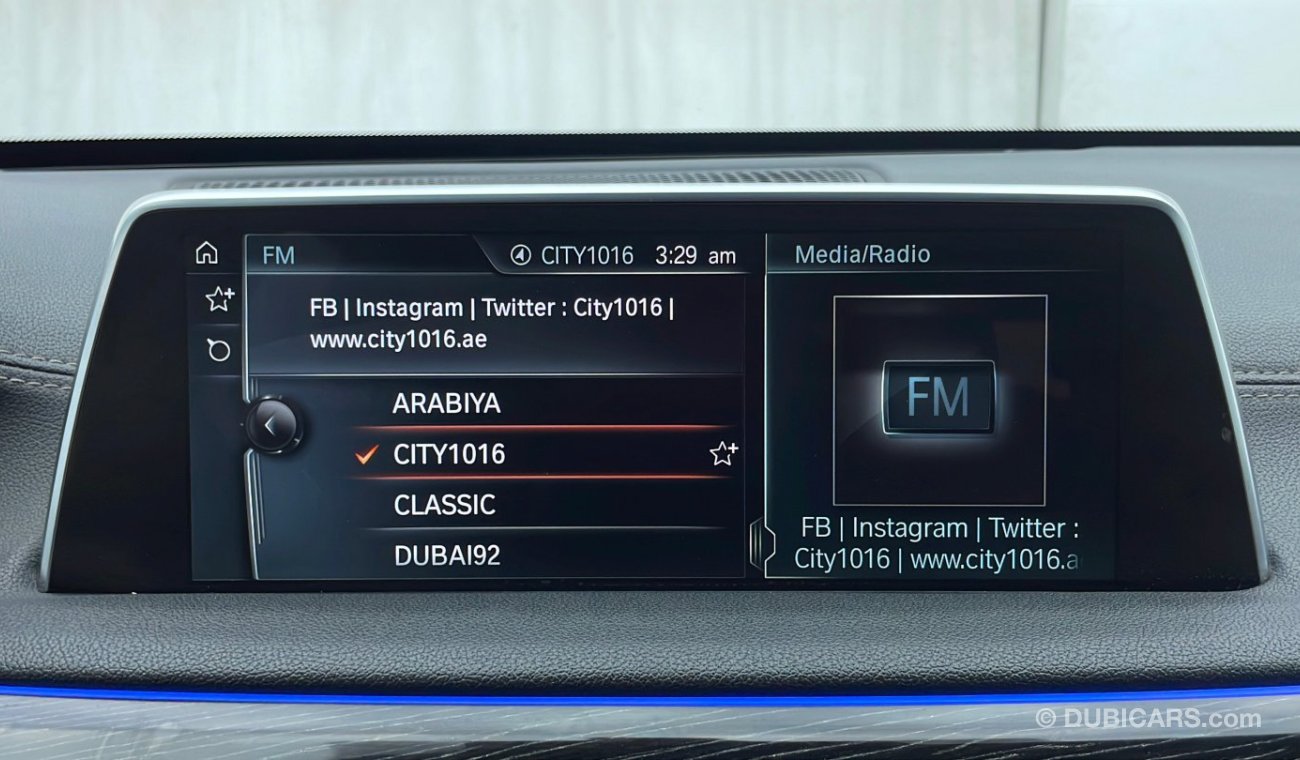 FM
CITY1016 3:29 am
Media/Radio
FB | Instagram | Twitter : City1016 |
www.city1016.ae
ARABIYA
CITY1016
CLASSIC
DUBAI92
FM
FB | Instagram | Twitter :
City1016 | www.city1016.a
© DUBICARS.com